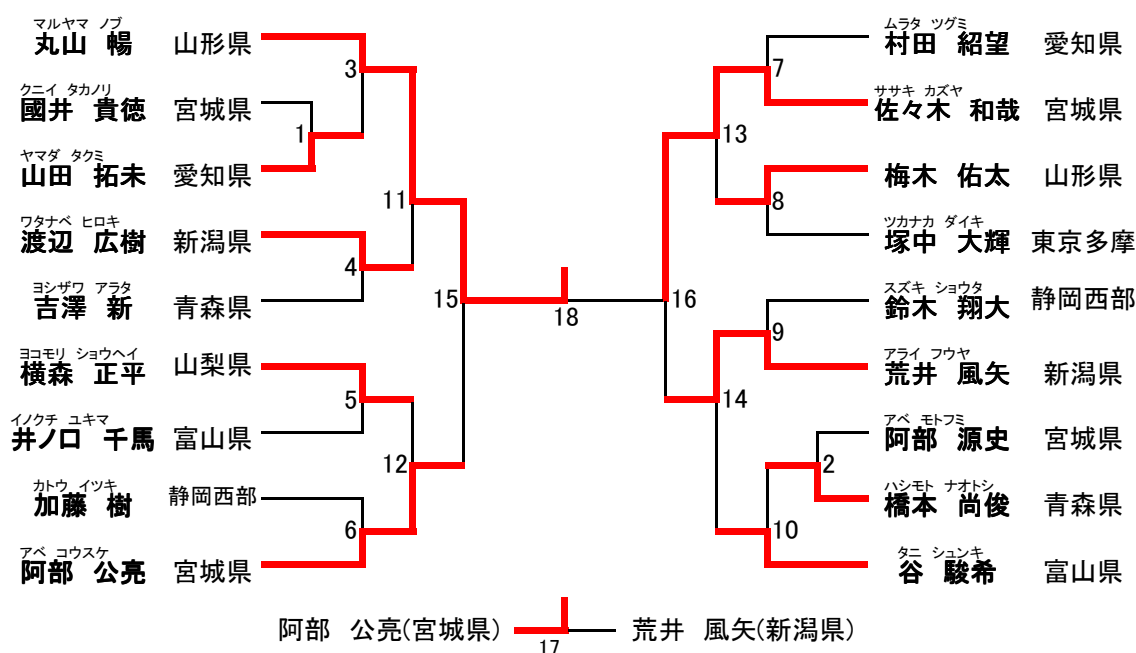 マルヤマ ノブ
丸山 暢 山形県
3
クニイ タカノリ
國井 貴徳 宮城県
1
ヤマダ タクミ
山田 拓未 愛知県
11
ワタナベ ヒロキ
渡辺 広樹 新潟県
4
ヨシザワ アラタ
吉澤 新 青森県
15
ヨコモリ ショウヘイ
横森 正平 山梨県
5
イノクチ ユキマ
井ノ口 千馬 富山県
12
カトウ イツキ
加藤 樹 静岡西部
6
アベ コウスケ
阿部 公亮 宮城県
18
ムラタ ツグミ
村田 紹望 愛知県
7
ササキ カズヤ
佐々木 和哉 宮城県
13
梅木 佑太 山形県
8
ツカナカ ダイキ
塚中 大輝 東京多摩
16
スズキ ショウタ
鈴木 翔大 静岡西部
9
アライ フウヤ
荒井 風矢 新潟県
14
アベ モトフミ
阿部 源史 宮城県
2
ハシモト ナオトシ
橋本 尚俊 青森県
10
タニ シュンキ
谷 駿希 富山県
阿部 公亮(宮城県) 荒井 風矢(新潟県)
17